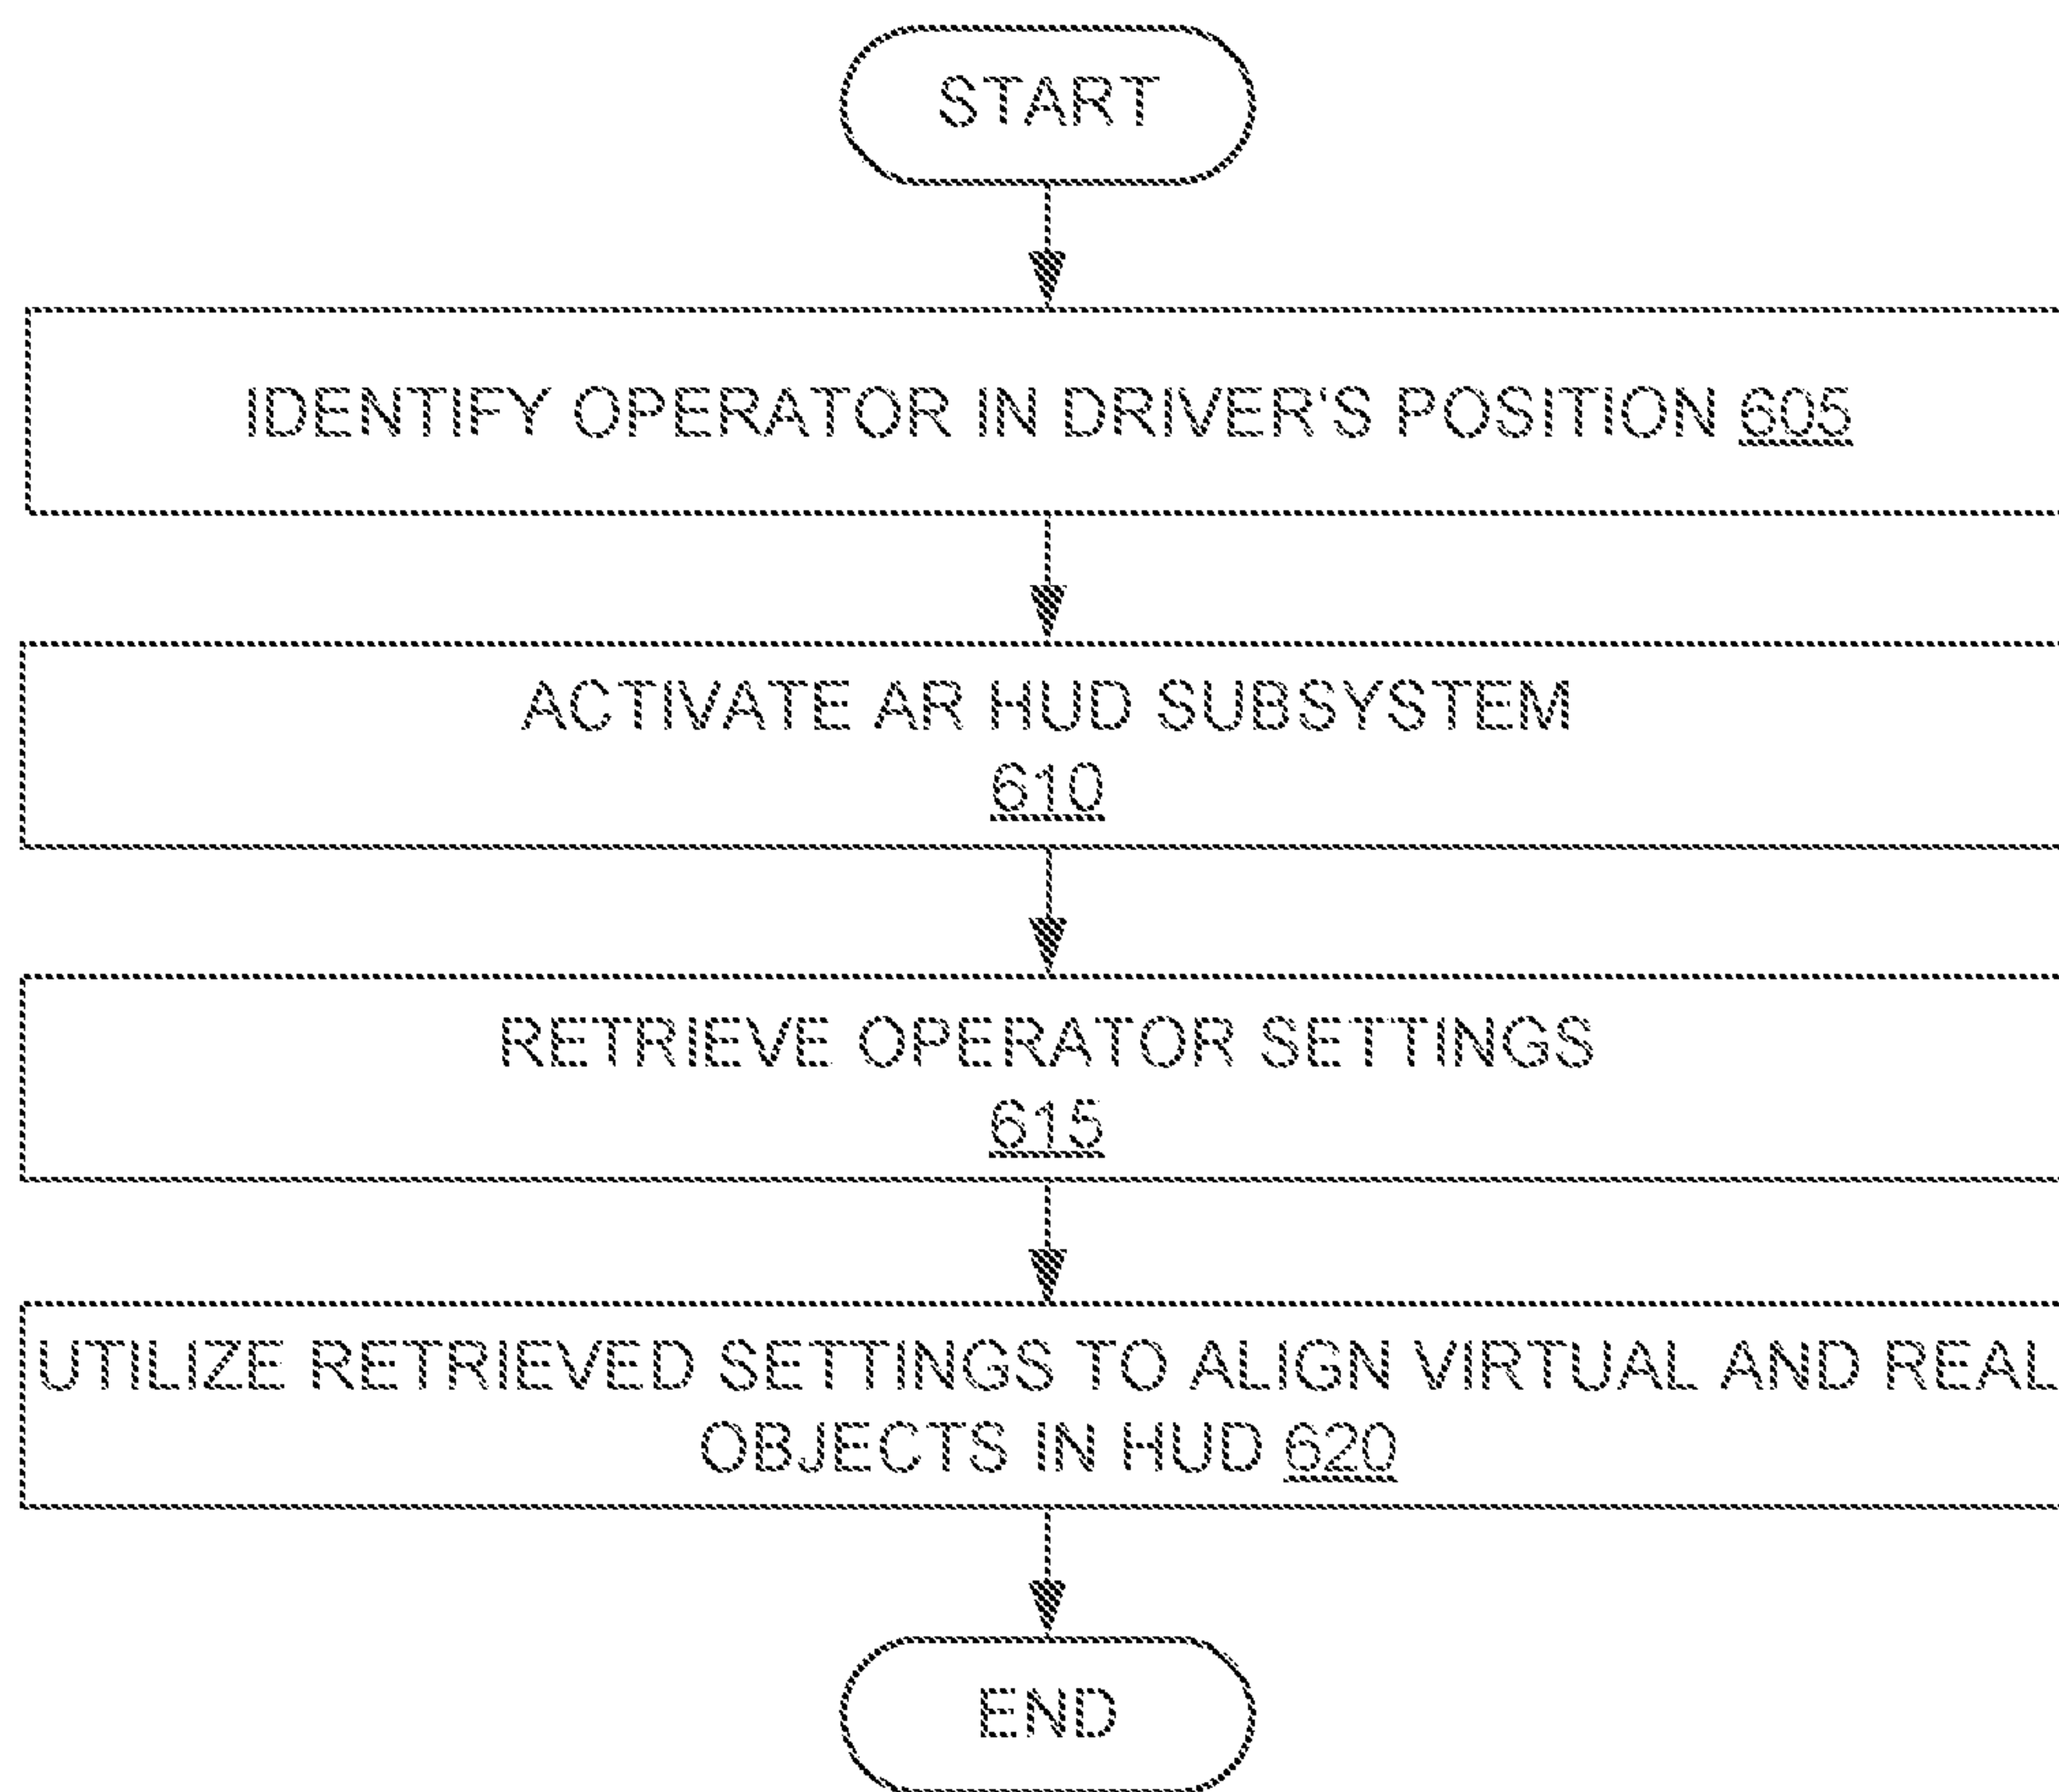 START
IDENTIFY OPERATOR IN DRIVER'S POSITION 605
ACTIVATE AR HUD SUBSYSTEM
610
RETRIEVE OPERATOR SETTINGS
615
UTILIZE RETRIEVED SETTINGS TO ALIGN VIRTUAL AND REAL
OBJECTS IN HUD 620
END